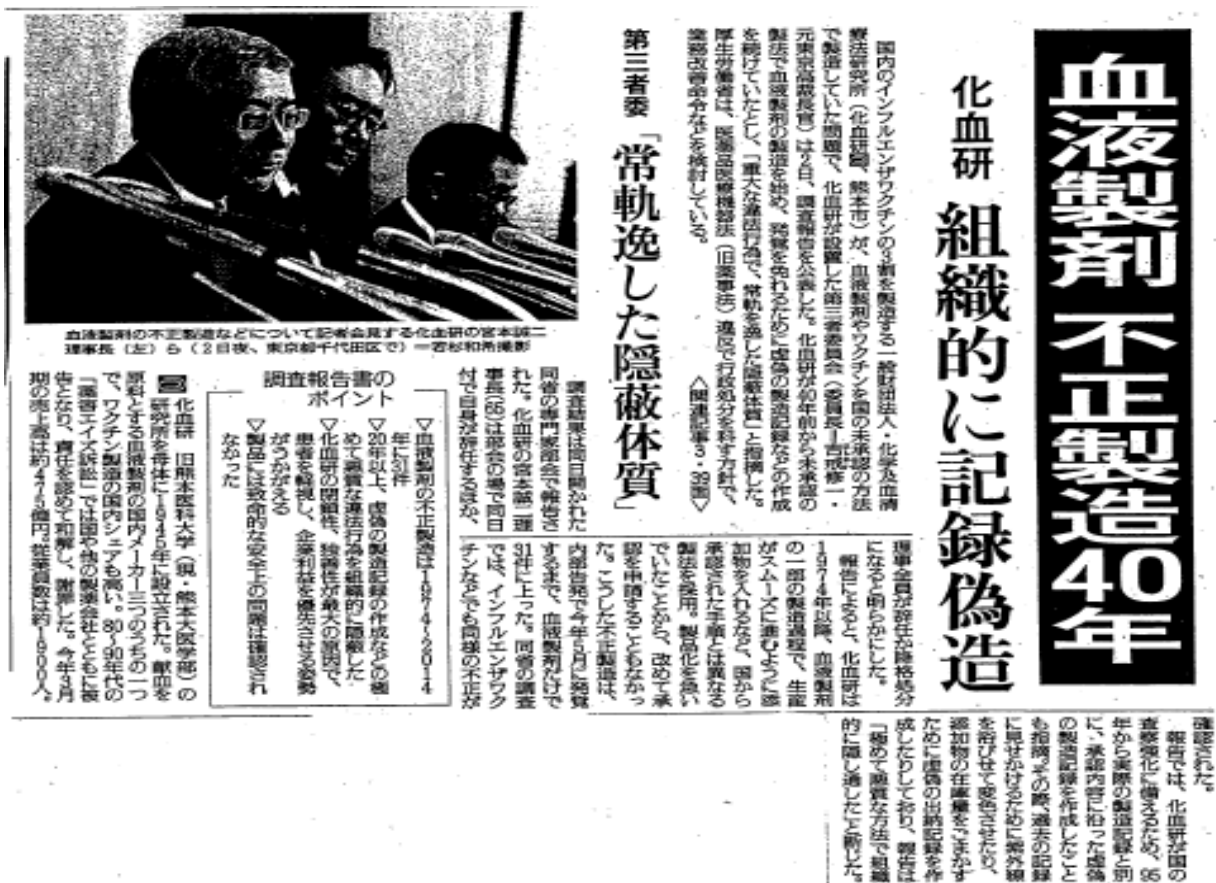 血液製剤 不正製造40年
化血研 組織的に記録偽造
第三者委「常軌逸した隠蔽体質」
国内のインフルエンザワクチンの3割を製造する一般財団法人・化学及血清
療法研究所(化血研、熊本市)が、血液製剤やワクチンを国の未承認の方法
で製造していた問題で、化血研が設置した第三者委員会(委員長=吉戒修一・
元東京高裁長官)は2日、調査報告を公表した。化血研が40年前から未承認の
製法で血液製剤の製造を始め、発覚を免れるために虚偽の製造記録などの作成
を続けていたとし、「重大な違法行為で、常軌を逸した隠蔽体質」と指摘した。
厚生労働省は、医薬品医療機器法(旧薬事法)違反で行政処分を科す方針で、
業務改善命令などを検討している。
〈関連記事3・39面〉
血液製剤の不正製造などについて記者会見する化血研の宮本誠二
理事長(左)ら(2日夜、東京都千代田区で)=若杉和希撮影
調査結果は同日開かれた
同省の専門家部会で報告さ
れた。化血研の宮本誠二理
事長(65)は部会の場で同日
付で自身が辞任するほか、
理事全員が辞任か降格処分
になると明らかにした。
報告によると、化血研は
1974年以降、血液製剤
の一部の製造過程で、生産
がスムーズに進むように添
加物を入れるなど、国から
承認された手順とは異なる
製法を採用。製品化を急い
でいたことから、改めて承
認を申請することもなかっ
た。こうした不正製造は、
内部告発で今年5月に発覚
するまで、血液製剤だけで
31件に上った。同省の調査
では、インフルエンザワク
チンなどでも同様の不正が
確認された。
報告では、化血研が国の
査察強化に備えるため、95
年から実際の製造記録と別
に、承認内容に沿った虚偽
の製造記録を作成したこと
も指摘。その際、過去の記録
に見せかけるために紫外線
を浴びせて変色させたり、
添加物の在庫量をごまかす
ために虚偽の出納記録を作
成したりしており、報告は
「極めて悪質な方法で組織
的に隠し通した」と断じた。
調査報告書の
ポイント
▽血液製剤の不正製造は1974~2014
年に31件
▽20年以上、虚偽の製造記録の作成などの極
めて悪質な違法行為を組織的に隠蔽した
▽化血研の閉鎖性、独善性が最大の原因で、
患者を軽視し、企業利益を優先させる姿勢
がうかがえる
▽製品には致命的な安全上の問題は確認され
なかった
化血研 旧熊本医科大学(現・熊本大医学部)の
研究所を母体に1945年に設立された。献血を
原料とする血液製剤の国内メーカー三つのうちの一つ
で、ワクチン製造の国内シェアも高い。80~90年代の
「薬害エイズ訴訟」では国や他の製薬会社とともに被
告となり、責任を認めて和解し、謝罪した。今年3月
期の売上高は約475億円。従業員数は約1900人。